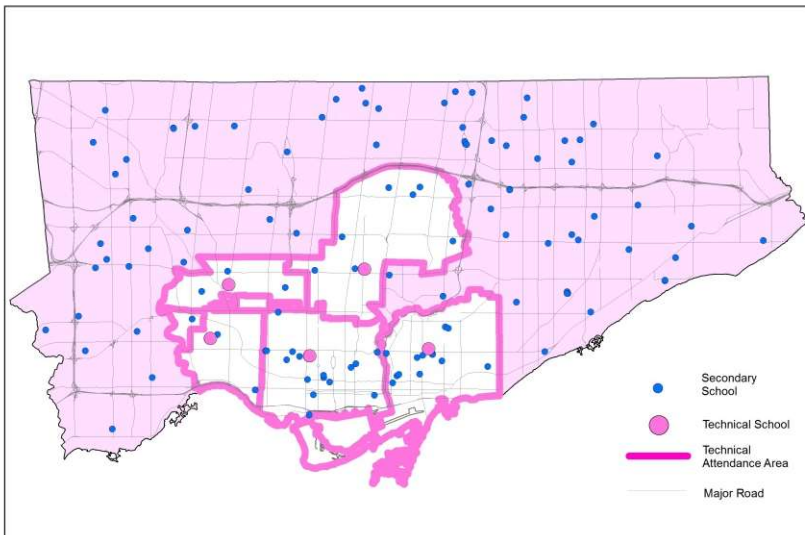 Secondary
School
Technical School
Technical
Attendance Area
Major Road